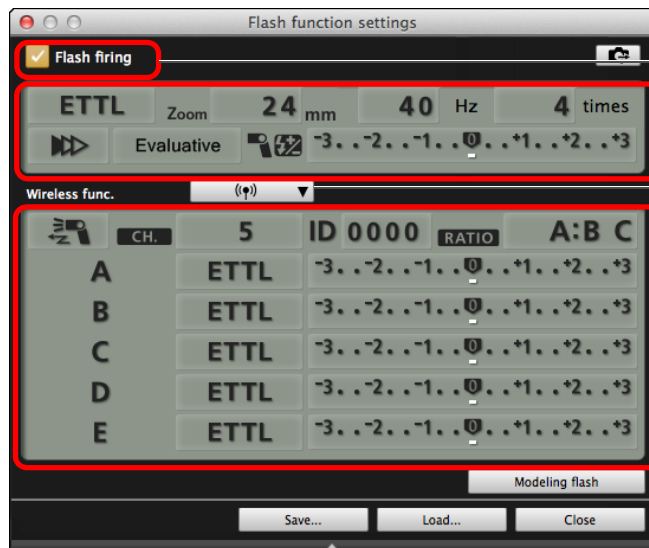 Flash function settings
Flash firing
ETTL Zoom 24 mm 40 Hz 4 times
Evaluative -3..-2..-1..0..+1..+2..+3
Wireless func.
CH. 5 ID 0000 RATIO A:B C
A ETTL -3..-2..-1..0..+1..+2..+3
B ETTL -3..-2..-1..0..+1..+2..+3
C ETTL -3..-2..-1..0..+1..+2..+3
D ETTL -3..-2..-1..0..+1..+2..+3
E ETTL -3..-2..-1..0..+1..+2..+3
Modeling flash
Save... Load... Close